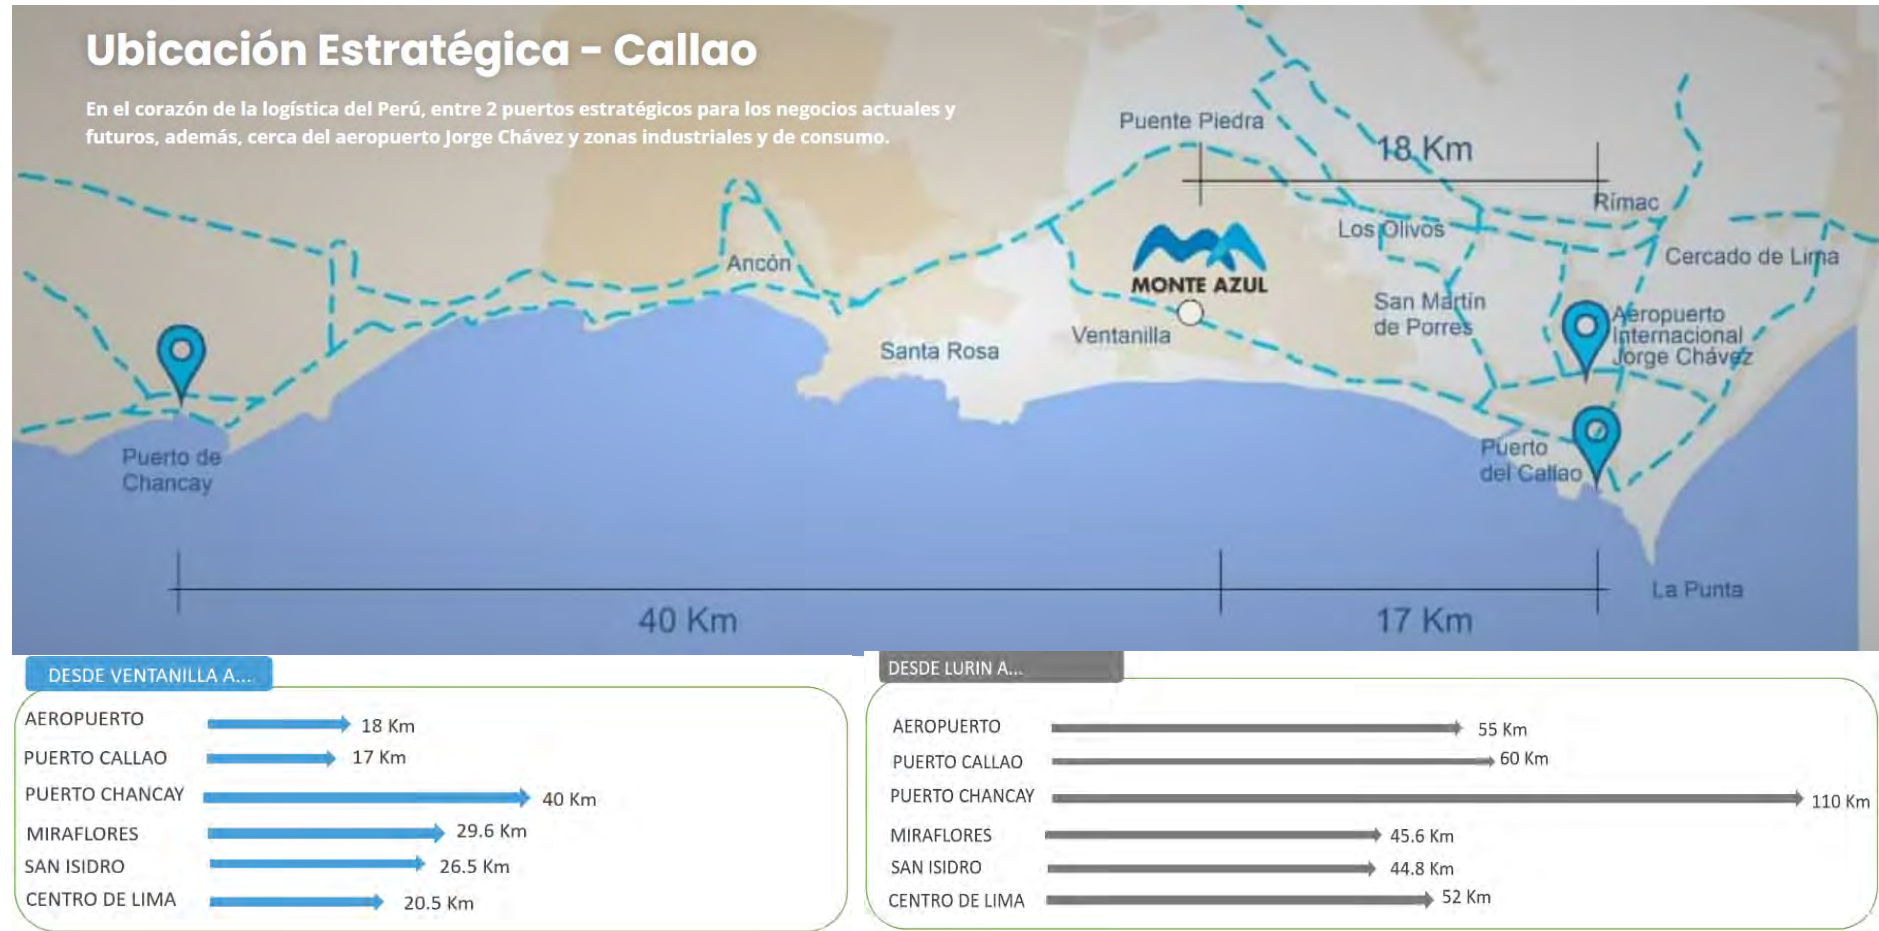 Ubicación Estratégica - Callao
En el corazón de la logística del Perú, entre 2 puertos estratégicos para los negocios actuales y
futuros, además, cerca del aeropuerto Jorge Chávez y zonas industriales y de consumo.
Puente Piedra
18 Km
Rímac
Los Olivos
Cercado de Lima
Ancón
MONTE AZUL
San Martín
de Porres
Aeropuerto
Internacional
Jorge Chávez
Ventanilla
Santa Rosa
Puerto de
Chancay
Puerto
del Callao
La Punta
40 Km
17 Km
DESDE VENTANILLA A...
AEROPUERTO 18 Km
PUERTO CALLAO 17 Km
PUERTO CHANCAY 40 Km
MIRAFLORES 29.6 Km
SAN ISIDRO 26.5 Km
CENTRO DE LIMA 20.5 Km
DESDE LURIN A...
AEROPUERTO 55 Km
PUERTO CALLAO 60 Km
PUERTO CHANCAY 110 Km
MIRAFLORES 45.6 Km
SAN ISIDRO 44.8 Km
CENTRO DE LIMA 52 Km